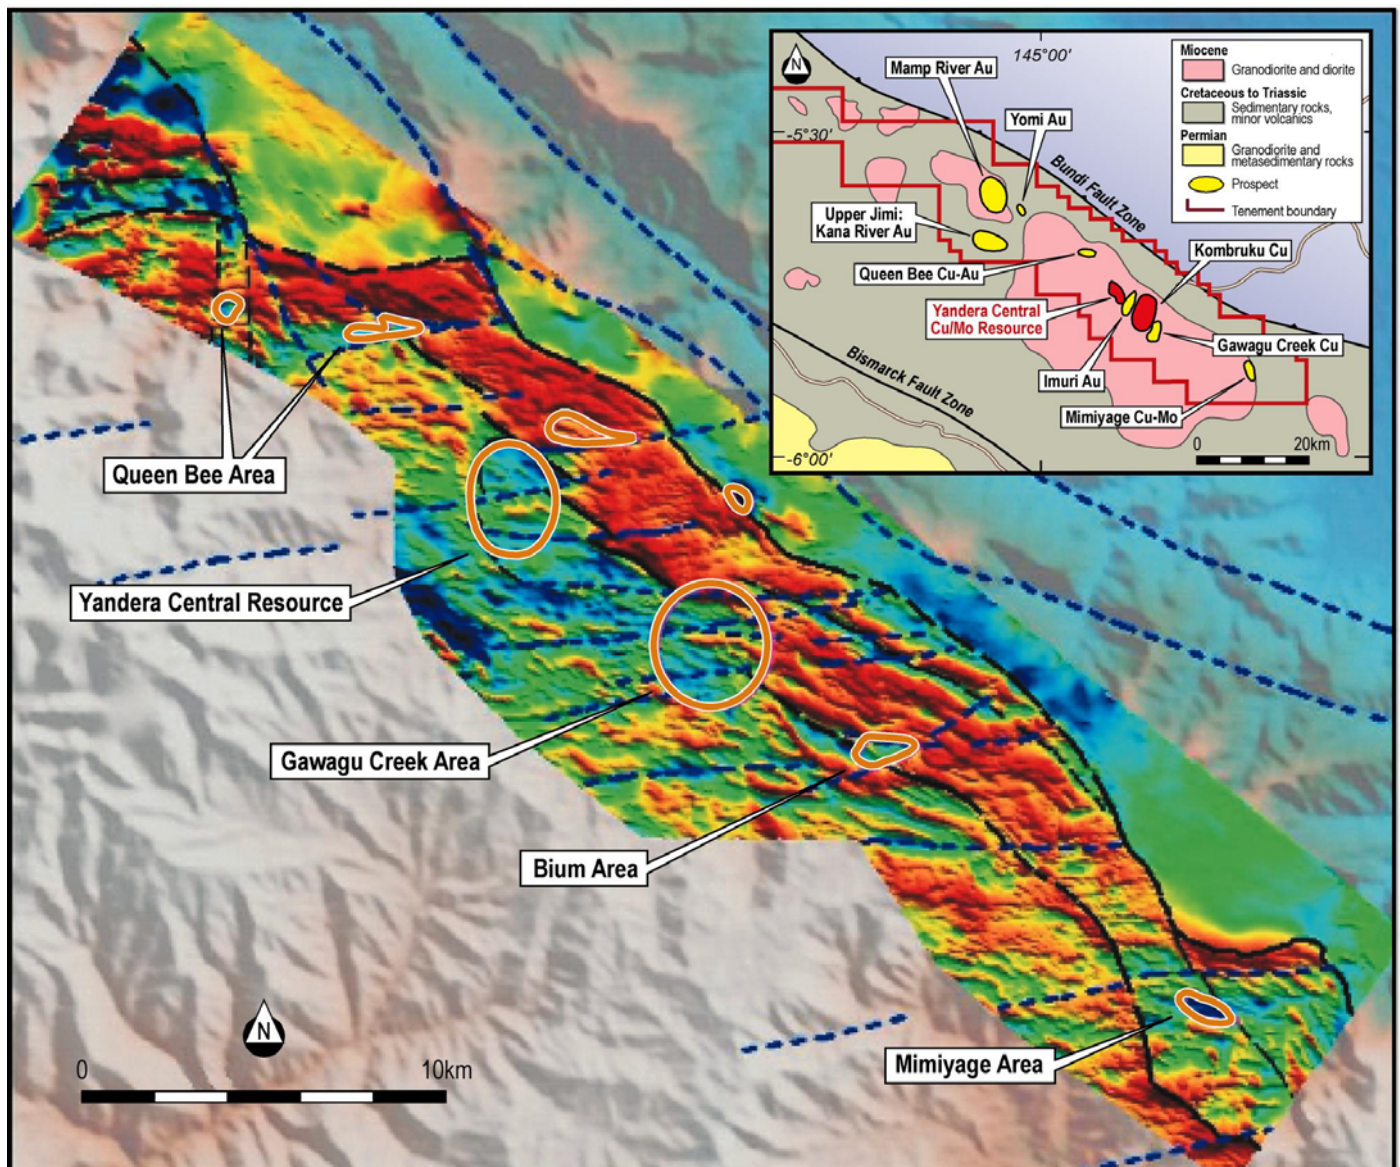 N
145°00'
Miocene
Granodiorite and diorite
Cretaceous to Triassic
Sedimentary rocks,
minor volcanics
Permian
Granodiorite and
metasedimentary rocks
Prospect
Tenement boundary
Mamp River Au
Yomi Au
-5°30'
Bundi Fault Zone
Upper Jimi:
Kana River Au
Kombruku Cu
Queen Bee Cu-Au
Yandera Central
Cu/Mo Resource
Gawagu Creek Cu
Bismarck Fault Zone
Imuri Au
Mimiyage Cu-Mo
0 20km
-6°00'
Queen Bee Area
Yandera Central Resource
Gawagu Creek Area
Bium Area
N
Mimiyage Area
0 10km